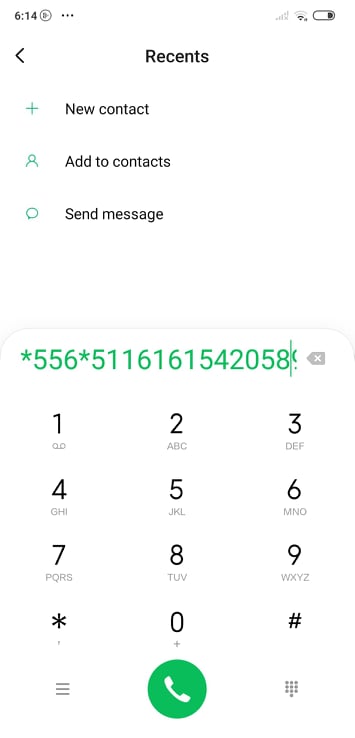 6:14
Recents
New contact
Add to contacts
Send message
*556*5116161542058
1
2
ABC
3
DEF
4
GHI
5
JKL
6
MNO
7
PQRS
8
TUV
9
WXYZ
*
,
0
+
#